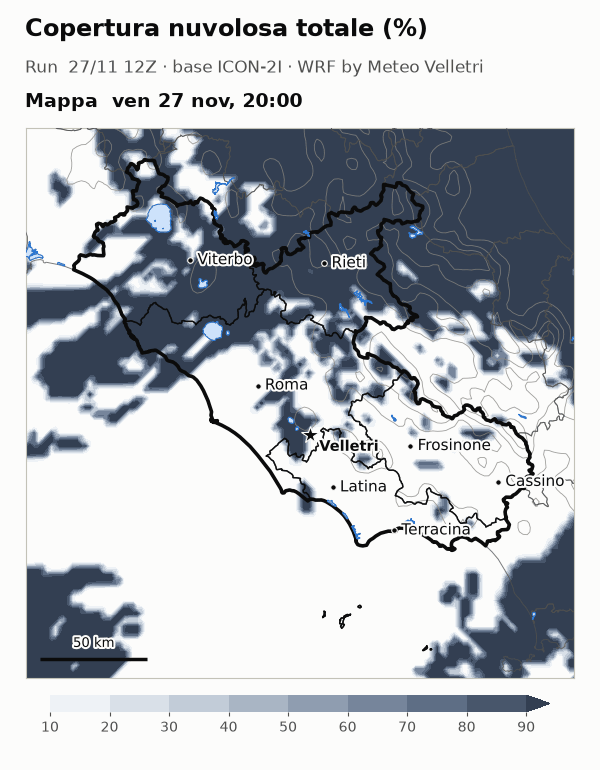 Copertura nuvolosa totale (%)
Run 27/11 12Z · base ICON-2I · WRF by Meteo Velletri
Mappa ven 27 nov, 20:00
Viterbo
Rieti
Roma
Velletri
Frosinone
Cassino
Latina
Terracina
50 km
10 20 30 40 50 60 70 80 90